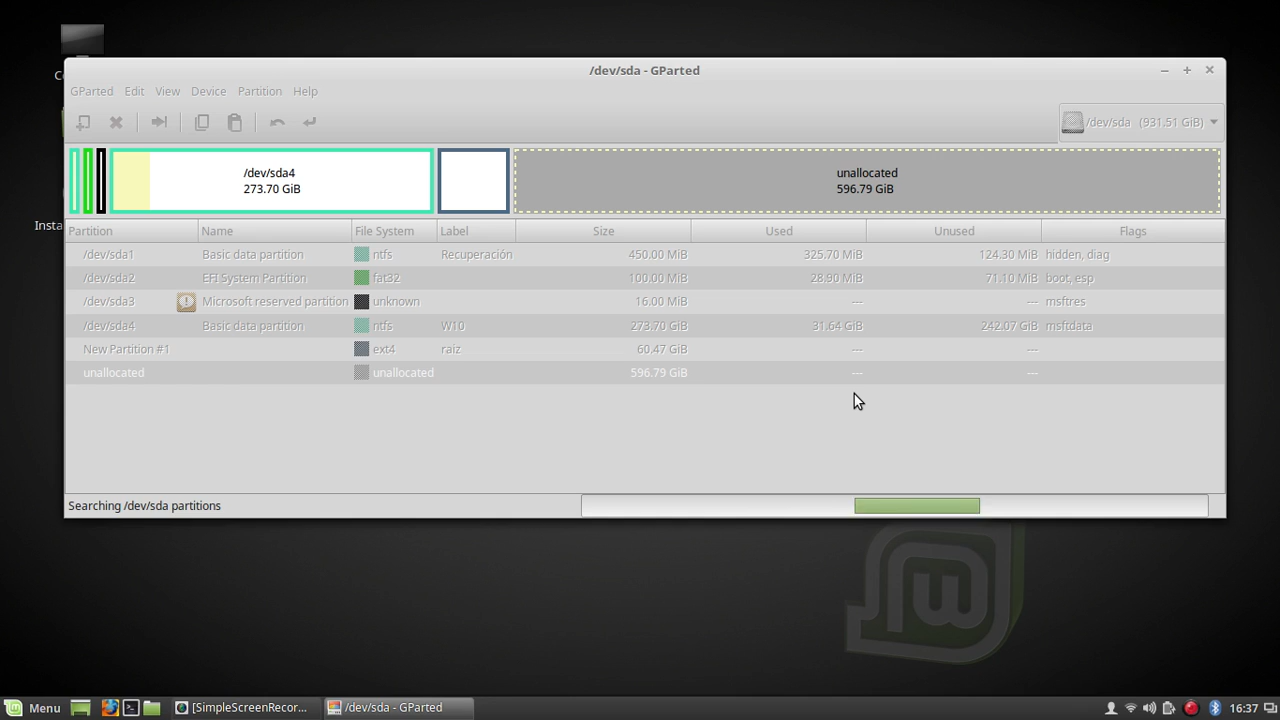 /dev/sda - GParted
GParted Edit View Device Partition Help
/dev/sda (931.51 GiB)
/dev/sda4
273.70 GiB
unallocated
596.79 GiB
Partition Name File System Label Size Used Unused Flags
/dev/sda1 Basic data partition ntfs Recuperación 450.00 MiB 325.70 MiB 124.30 MiB hidden, diag
/dev/sda2 EFI System Partition fat32 100.00 MiB 28.90 MiB 71.10 MiB boot, esp
/dev/sda3 Microsoft reserved partition unknown 16.00 MiB --- --- msftres
/dev/sda4 Basic data partition ntfs W10 273.70 GiB 31.64 GiB 242.07 GiB msftdata
New Partition #1 ext4 raiz 60.47 GiB --- ---
unallocated unallocated 596.79 GiB --- ---
Searching /dev/sda partitions
Menu [SimpleScreenRecor... /dev/sda - GParted 16:37